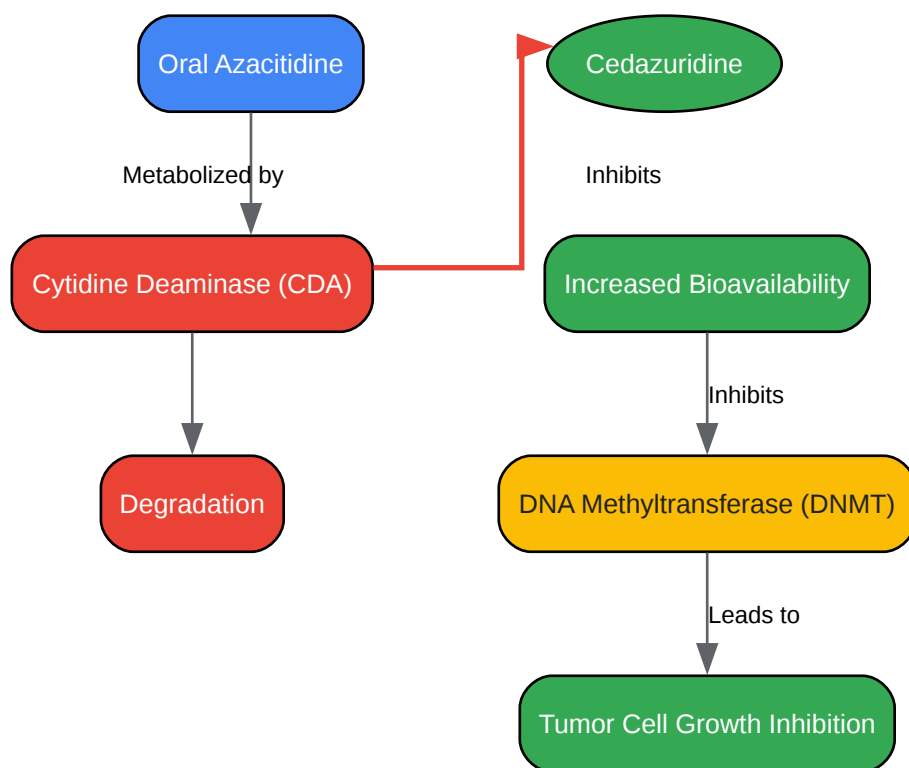 Oral Azacitidine
Cedazuridine
Metabolized by
Inhibits
Cytidine Deaminase (CDA)
Increased Bioavailability
Inhibits
Degradation
DNA Methyltransferase (DNMT)
Leads to
Tumor Cell Growth Inhibition